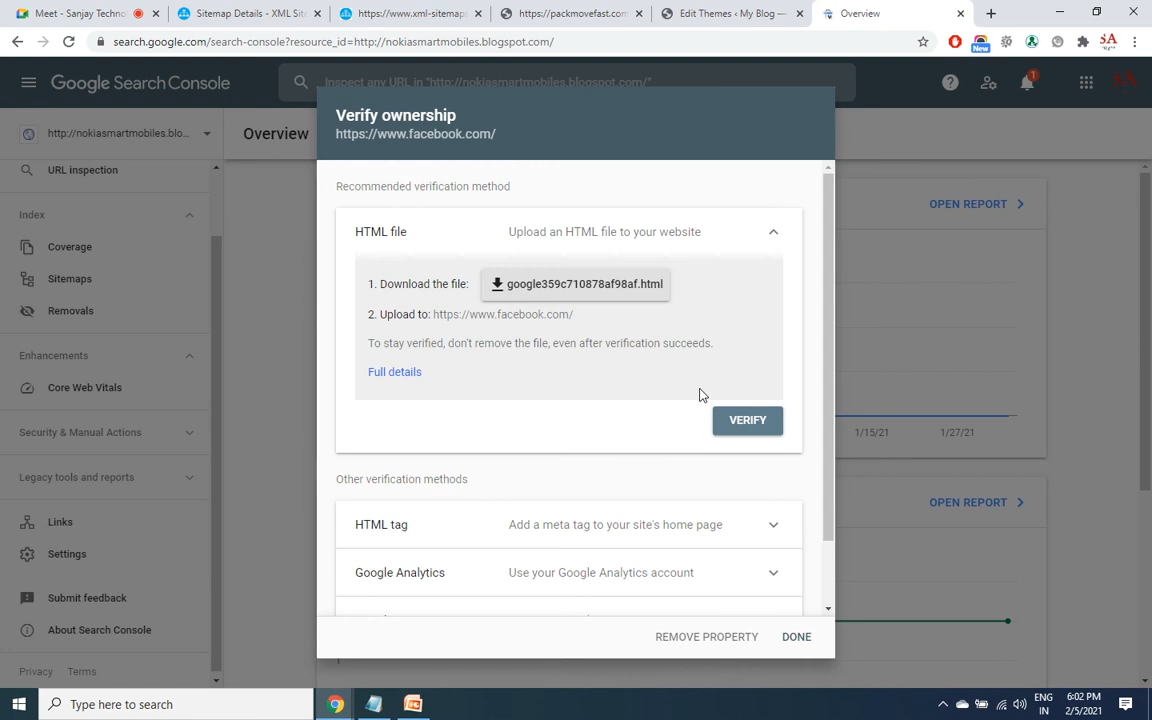 Meet - Sanjay Techno
Sitemap Details - XML Site
https://www.xml-sitemaps
https://packmovefast.com.
Edit Themes ‹ My Blog —
Overview
search.google.com/search-console?resource_id=http://nokiasmartmobiles.blogspot.com/
New
Google Search Console
Inspect any URL in "http://nokiasmartmobiles.blogspot.com/"
1
http://nokiasmartmobiles.blo...
Overview
URL inspection
Index
Coverage
Sitemaps
Removals
Enhancements
Core Web Vitals
Security & Manual Actions
Legacy tools and reports
Links
Settings
Submit feedback
About Search Console
Privacy Terms
Verify ownership
https://www.facebook.com/
Recommended verification method
HTML file
Upload an HTML file to your website
1. Download the file:
google359c710878af98af.html
2. Upload to: https://www.facebook.com/
To stay verified, don't remove the file, even after verification succeeds.
Full details
VERIFY
Other verification methods
HTML tag
Add a meta tag to your site's home page
Google Analytics
Use your Google Analytics account
REMOVE PROPERTY
DONE
OPEN REPORT
1/15/21
1/27/21
OPEN REPORT
Type here to search
ENG
IN
6:02 PM
2/5/2021